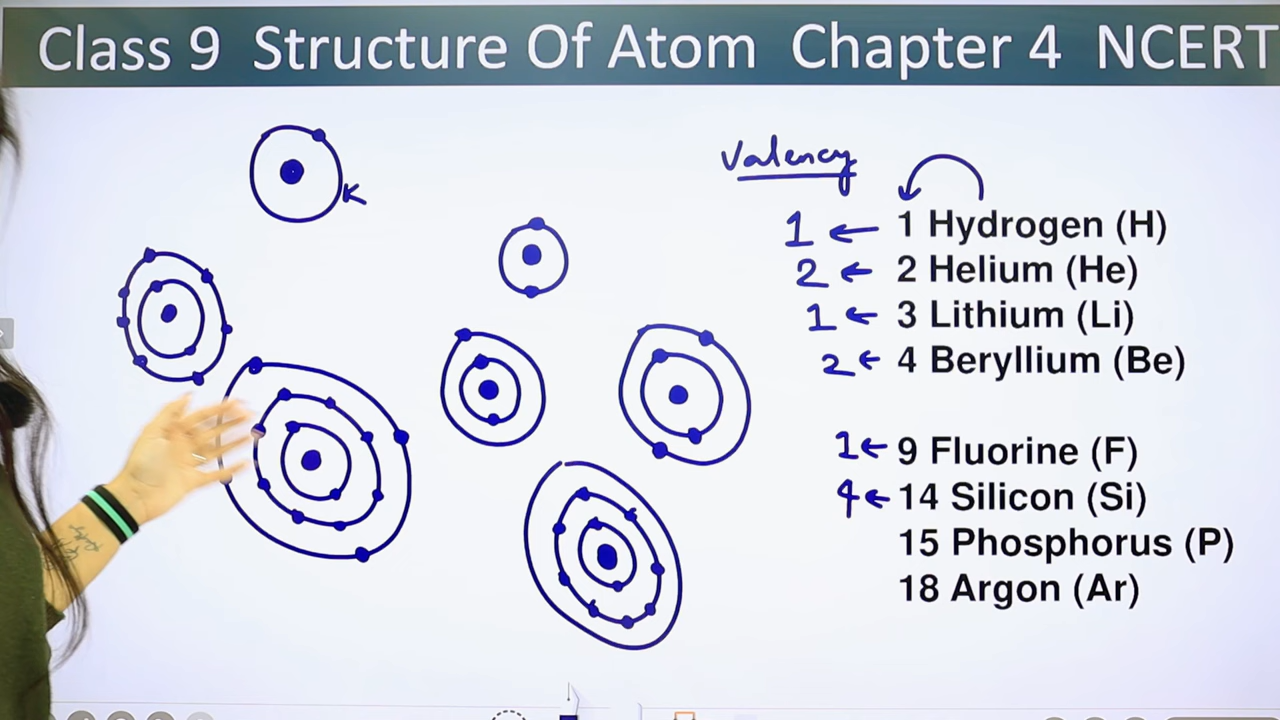 Class 9 Structure Of Atom Chapter 4 NCERT
K
Valency
1 ← 1 Hydrogen (H)
2 ← 2 Helium (He)
1 ← 3 Lithium (Li)
2 ← 4 Beryllium (Be)
1 ← 9 Fluorine (F)
4 ← 14 Silicon (Si)
15 Phosphorus (P)
18 Argon (Ar)